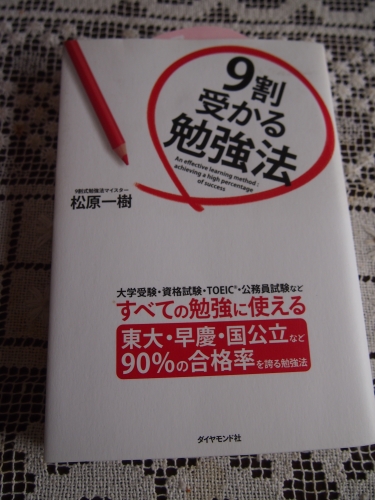 9割
受かる
勉強法
An effective learning method :
achieving a high percentage
of success
9割式勉強法マイスター
松原一樹
大学受験・資格試験・TOEIC®・公務員試験など
すべての勉強に使える
東大・早慶・国公立など
90%の合格率を誇る勉強法
ダイヤモンド社